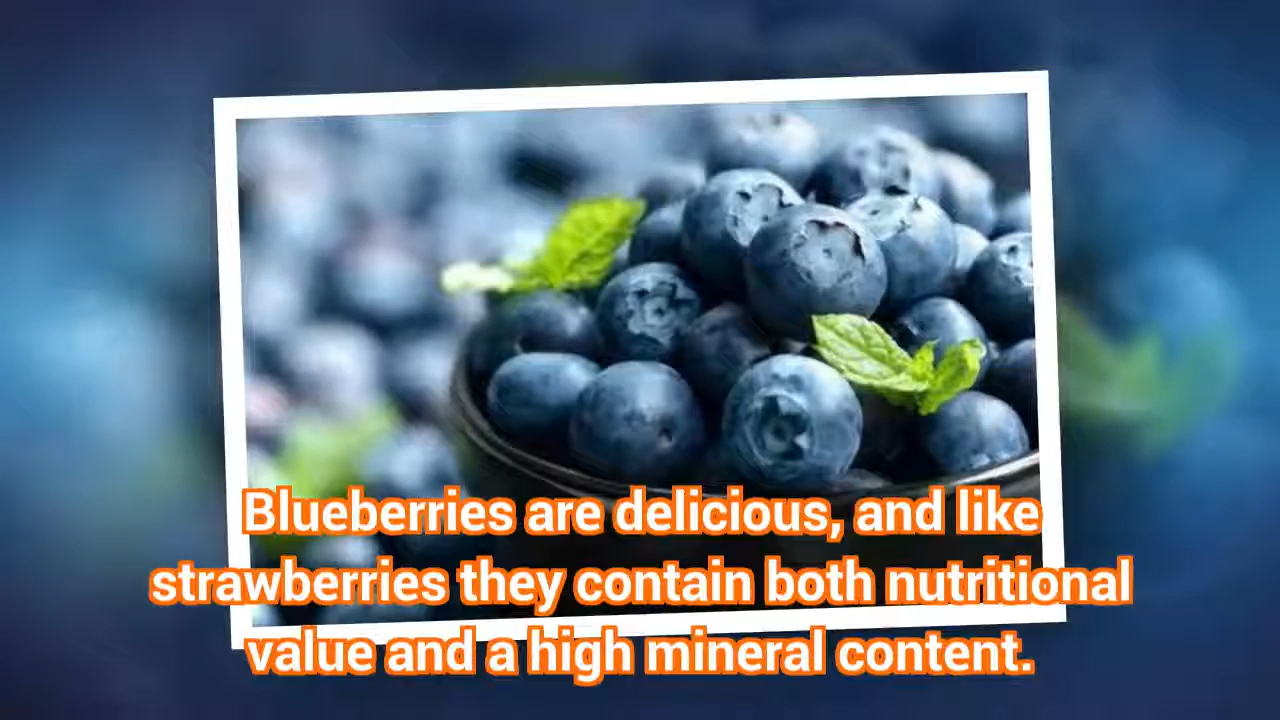 Blueberries are delicious, and like
strawberries they contain both nutritional
value and a high mineral content.